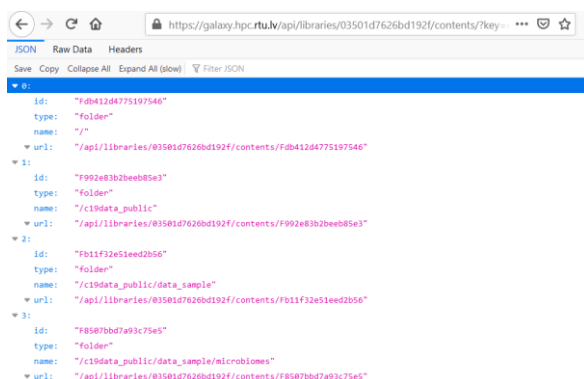 https://galaxy.hpc.rtu.lv/api/libraries/03501d7626bd192f/contents/?key=
JSON Raw Data Headers
Save Copy Collapse All Expand All (slow) Filter JSON
0:
id: "Fdb412d4775197546"
type: "folder"
name: "/"
url: "/api/libraries/03501d7626bd192f/contents/Fdb412d4775197546"
1:
id: "F992e83b2beeb85e3"
type: "folder"
name: "/c19data_public"
url: "/api/libraries/03501d7626bd192f/contents/F992e83b2beeb85e3"
2:
id: "Fb11f32e51eed2b56"
type: "folder"
name: "/c19data_public/data_sample"
url: "/api/libraries/03501d7626bd192f/contents/Fb11f32e51eed2b56"
3:
id: "F8507bbd7a93c75e5"
type: "folder"
name: "/c19data_public/data_sample/microbiomes"
url: "/api/libraries/03501d7626bd192f/contents/F8507bbd7a93c75e5"